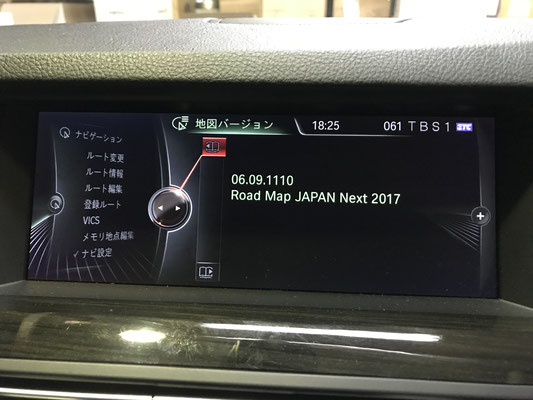 地図バージョン
18:25
061 TBS1 ETC
ナビゲーション
ルート変更
ルート情報
ルート編集
登録ルート
VICS
メモリ地点編集
✓ ナビ設定
06.09.1110
Road Map JAPAN Next 2017